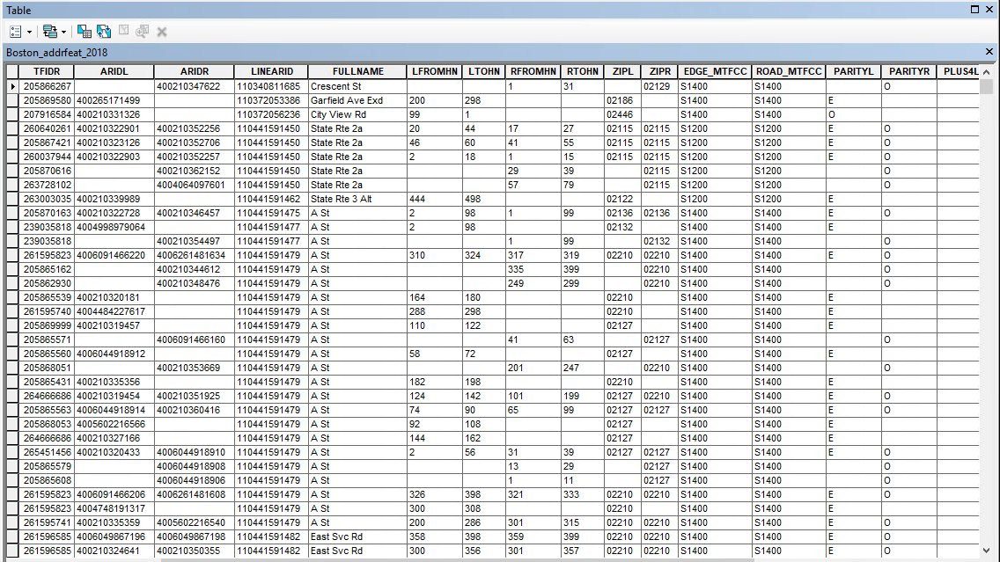 Table
Boston_addrfeat_2018
TFIDR ARIDL ARIDR LINEARID FULLNAME LFROMHN LTOHN RFROMHN RTOHN ZIPL ZIPR EDGE_MTFCC ROAD_MTFCC PARITYL PARITYR PLUS4L
205866267 400210347622 110340811685 Crescent St 1 31 02129 S1400 S1400 O
205869580 400265171499 110372053386 Garfield Ave Exd 200 298 02186 S1400 S1400 E
207916584 400210331326 110372056236 City View Rd 99 1 02446 S1400 S1400 O
260640261 400210322901 400210352256 110441591450 State Rte 2a 20 44 17 27 02115 02115 S1200 S1200 E O
205867421 400210323126 400210352706 110441591450 State Rte 2a 46 60 41 55 02115 02115 S1200 S1200 E O
260037944 400210322903 400210352257 110441591450 State Rte 2a 2 18 1 15 02115 02115 S1200 S1200 E O
205870616 400210362152 110441591450 State Rte 2a 29 39 02115 S1200 S1200 O
263728102 4004064097601 110441591450 State Rte 2a 57 79 02115 S1200 S1200 O
263003035 400210339989 110441591462 State Rte 3 Alt 444 498 02122 S1200 S1200 E
205870163 400210322728 400210346457 110441591475 A St 2 98 1 99 02136 02136 S1400 S1400 E O
239035818 4004998979064 110441591477 A St 2 98 02132 S1400 S1400 E
239035818 400210354497 110441591477 A St 1 99 02132 S1400 S1400 O
261595823 4006091466220 4006261481634 110441591479 A St 310 324 317 319 02210 02210 S1400 S1400 E O
205865162 400210344612 110441591479 A St 335 399 02210 S1400 S1400 O
205862930 400210348476 110441591479 A St 249 299 02210 S1400 S1400 O
205865539 400210320181 110441591479 A St 164 180 02210 S1400 S1400 E
261595740 4004484227617 110441591479 A St 288 298 02210 S1400 S1400 E
205869999 400210319457 110441591479 A St 110 122 02127 S1400 S1400 E
205865571 4006091466160 110441591479 A St 41 63 02127 S1400 S1400 O
205865560 4006044918912 110441591479 A St 58 72 02127 S1400 S1400 E
205868051 400210353669 110441591479 A St 201 247 02210 S1400 S1400 O
205865431 400210335356 110441591479 A St 182 198 02210 S1400 S1400 E
264666686 400210319454 400210351925 110441591479 A St 124 142 101 199 02127 02210 S1400 S1400 E O
205865563 4006044918914 400210360416 110441591479 A St 74 90 65 99 02127 02127 S1400 S1400 E O
205868053 4005602216566 110441591479 A St 92 108 02127 S1400 S1400 E
264666686 400210327166 110441591479 A St 144 162 02127 S1400 S1400 E
265451456 400210320433 4006044918910 110441591479 A St 2 56 31 39 02127 02127 S1400 S1400 E O
205865579 4006044918908 110441591479 A St 13 29 02127 S1400 S1400 O
205865608 4006044918906 110441591479 A St 1 11 02127 S1400 S1400 O
261595823 4006091466206 4006261481608 110441591479 A St 326 398 321 333 02210 02210 S1400 S1400 E O
261595823 4004748191317 110441591479 A St 300 308 02210 S1400 S1400 E
261595741 400210335359 4005602216540 110441591479 A St 200 286 301 315 02210 02210 S1400 S1400 E O
261596585 4006049867196 4006049867198 110441591482 East Svc Rd 358 398 359 399 02210 02210 S1400 S1400 E O
261596585 400210324641 400210350355 110441591482 East Svc Rd 300 356 301 357 02210 02210 S1400 S1400 E O